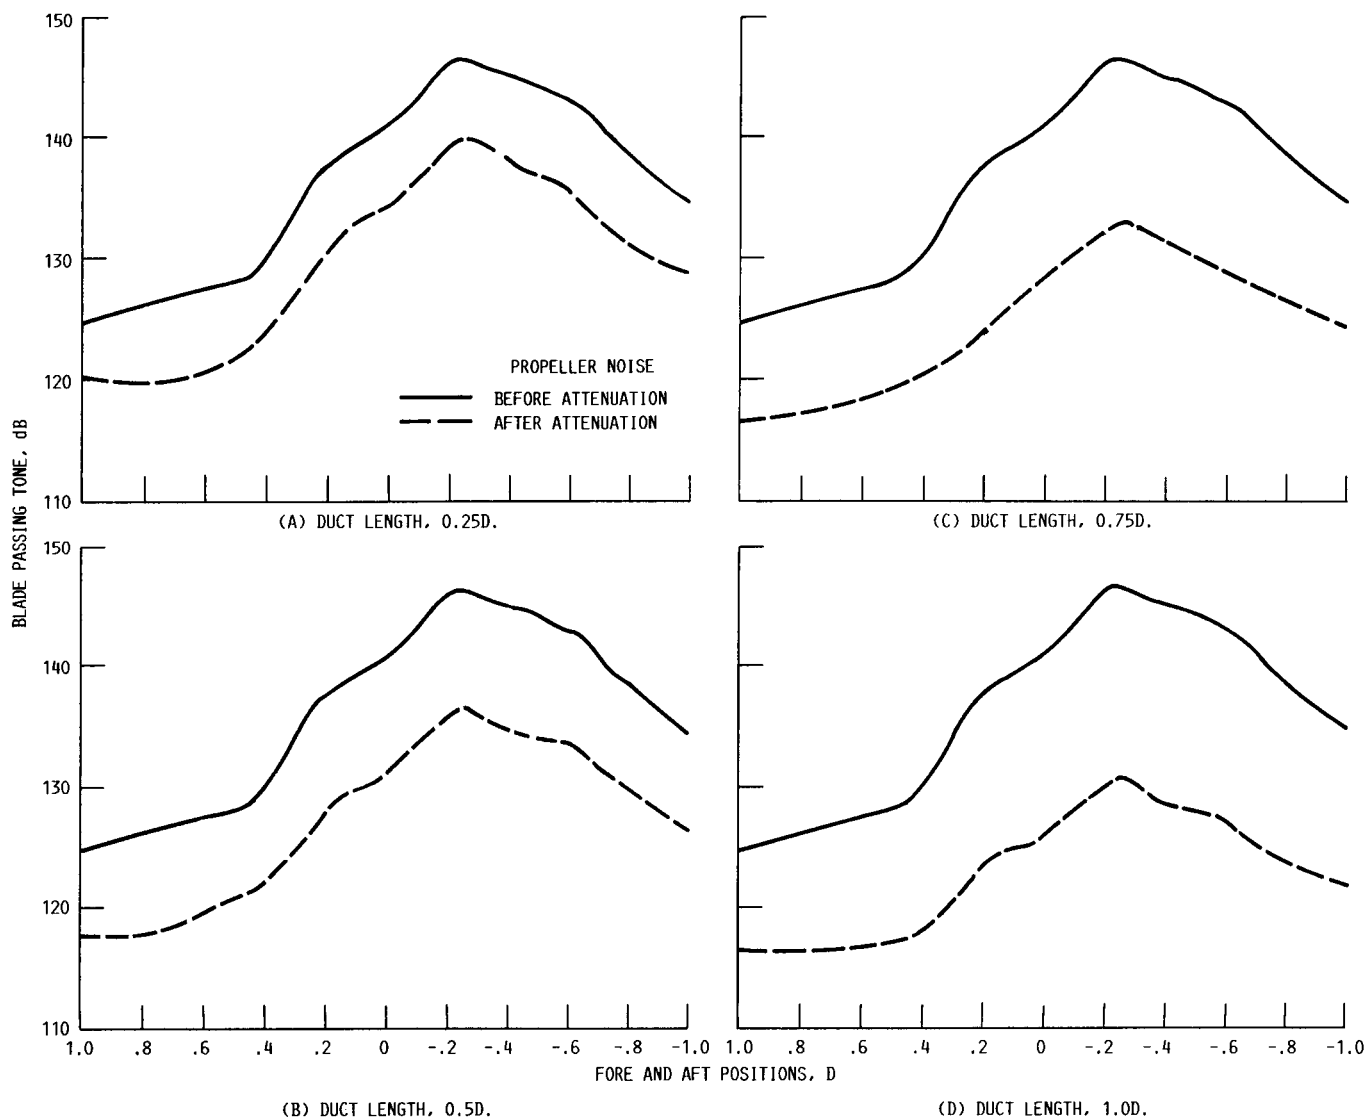 150
140
130
120
110
PROPELLER NOISE
BEFORE ATTENUATION
AFTER ATTENUATION
(A) DUCT LENGTH, 0.25D.
(C) DUCT LENGTH, 0.75D.
BLADE PASSING TONE, dB
150
140
130
120
110
1.0 .8 .6 .4 .2 0 -.2 -.4 -.6 -.8 -1.0
1.0 .8 .6 .4 .2 0 -.2 -.4 -.6 -.8 -1.0
FORE AND AFT POSITIONS, D
(B) DUCT LENGTH, 0.5D.
(D) DUCT LENGTH, 1.0D.